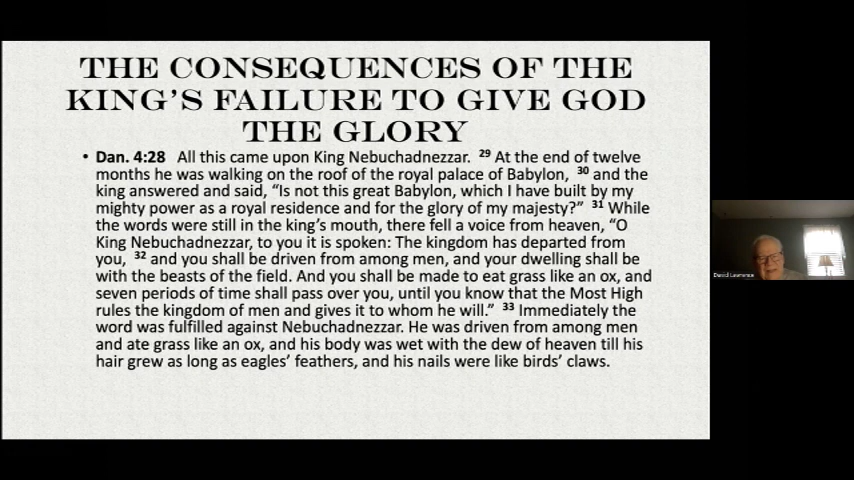 THE CONSEQUENCES OF THE
KING'S FAILURE TO GIVE GOD
THE GLORY
• Dan. 4:28 All this came upon King Nebuchadnezzar. 29 At the end of twelve
months he was walking on the roof of the royal palace of Babylon, 30 and the
king answered and said, “Is not this great Babylon, which I have built by my
mighty power as a royal residence and for the glory of my majesty?” 31 While
the words were still in the king’s mouth, there fell a voice from heaven, “O
King Nebuchadnezzar, to you it is spoken: The kingdom has departed from
you, 32 and you shall be driven from among men, and your dwelling shall be
with the beasts of the field. And you shall be made to eat grass like an ox, and
seven periods of time shall pass over you, until you know that the Most High
rules the kingdom of men and gives it to whom he will.” 33 Immediately the
word was fulfilled against Nebuchadnezzar. He was driven from among men
and ate grass like an ox, and his body was wet with the dew of heaven till his
hair grew as long as eagles’ feathers, and his nails were like birds’ claws.
David